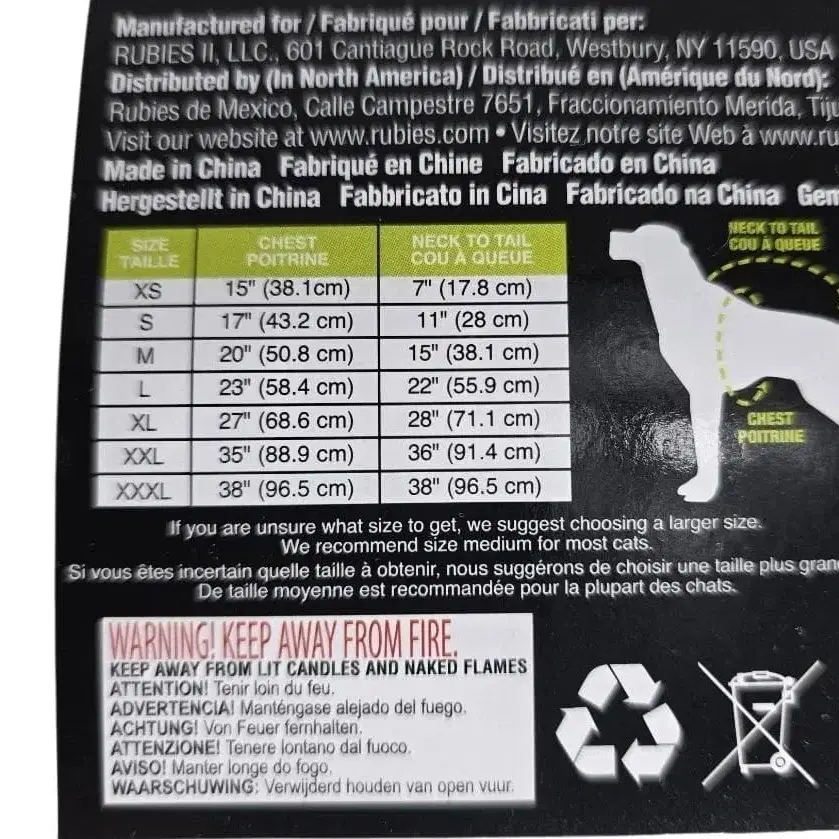 Manufactured for / Fabriqué pour / Fabbricati per:
RUBIES II, LLC., 601 Cantiague Rock Road, Westbury, NY 11590, USA
Distributed by (In North America) / Distribué en (Amérique du Nord):
Rubies de Mexico, Calle Campestre 7651, Fraccionamiento Merida,
Visit our website at www.rubies.com • Visitez notre site Web à
Made in China Fabriqué en Chine Fabricado en China
Hergestellt in China Fabbricato in Cina Fabricado na China
SIZE CHEST NECK TO TAIL
TAILLE POITRINE COU À QUEUE
XS 15" (38.1cm) 7" (17.8 cm)
S 17" (43.2 cm) 11" (28 cm)
M 20" (50.8 cm) 15" (38.1 cm)
L 23" (58.4 cm) 22" (55.9 cm)
XL 27" (68.6 cm) 28" (71.1 cm)
XXL 35" (88.9 cm) 36" (91.4 cm)
XXXL 38" (96.5 cm) 38" (96.5 cm)
NECK TO TAIL
COU À QUEUE
CHEST
POITRINE
If you are unsure what size to get, we suggest choosing a larger size.
We recommend size medium for most cats.
Si vous êtes incertain quelle taille à obtenir, nous suggérons de choisir une taille plus
De taille moyenne est recommandée pour la plupart des chats.
WARNING! KEEP AWAY FROM FIRE.
KEEP AWAY FROM LIT CANDLES AND NAKED FLAMES
ATTENTION! Tenir loin du feu.
ADVERTENCIA! Manténgase alejado del fuego.
ACHTUNG! Von Feuer fernhalten.
ATTENZIONE! Tenere lontano dal fuoco.
AVISO! Manter longe do fogo.
WAARSCHUWING: Verwijderd houden van open vuur.